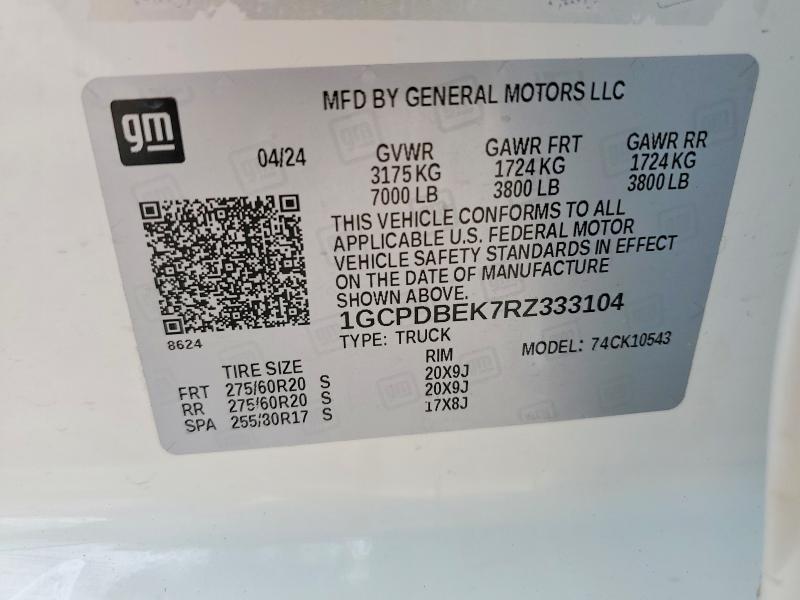 gm
MFD BY GENERAL MOTORS LLC
04/24
GVWR GAWR FRT GAWR RR
3175 KG 1724 KG 1724 KG
7000 LB 3800 LB 3800 LB
THIS VEHICLE CONFORMS TO ALL
APPLICABLE U.S. FEDERAL MOTOR
VEHICLE SAFETY STANDARDS IN EFFECT
ON THE DATE OF MANUFACTURE
SHOWN ABOVE.
1GCPDBEK7RZ333104
8624
TYPE: TRUCK MODEL: 74CK10543
TIRE SIZE RIM
FRT 275/60R20 S 20X9J
RR 275/60R20 S 20X9J
SPA 255/80R17 S 17X8J